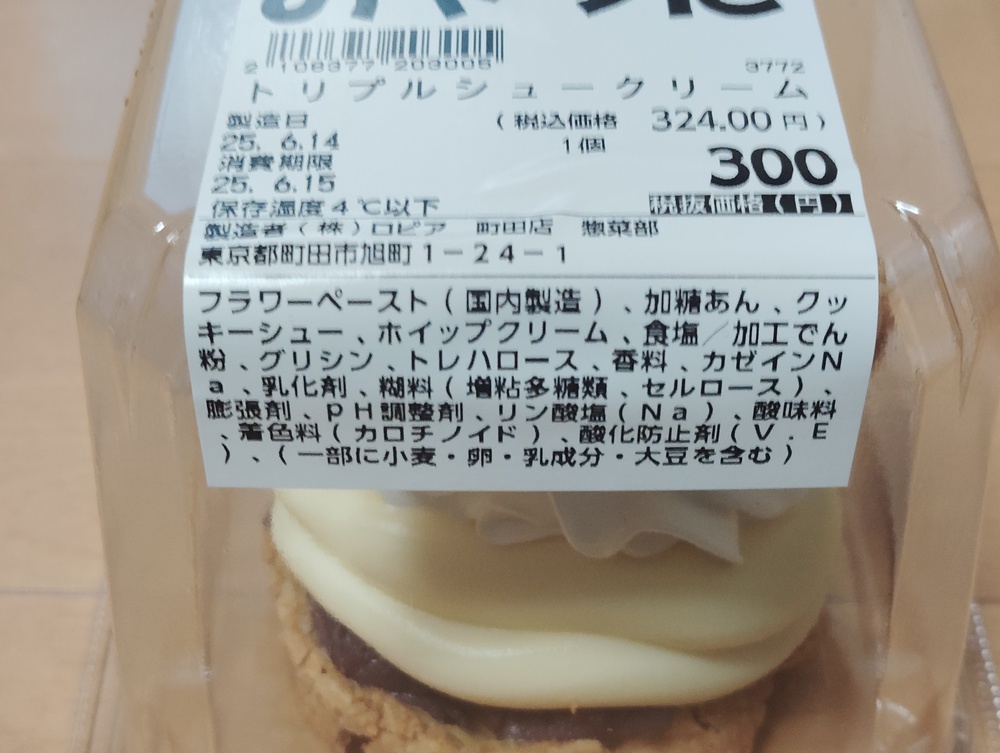 2 108377 203005
3772
トリプルシュークリーム
製造日
(税込価格 324.00円)
25. 6.14
1個
消費期限
300
25. 6.15
税抜価格(円)
保存温度4℃以下
製造者(株)ロピア 町田店 惣菜部
東京都町田市旭町1-24-1
フラワーペースト(国内製造)、加糖あん、クッ
キーシュー、ホイップクリーム、食塩/加工でん
粉、グリシン、トレハロース、香料、カゼインN
a、乳化剤、糊料(増粘多糖類、セルロース)、
膨張剤、pH調整剤、リン酸塩(Na)、酸味料
、着色料(カロチノイド)、酸化防止剤(V.E
)、(一部に小麦・卵・乳成分・大豆を含む)